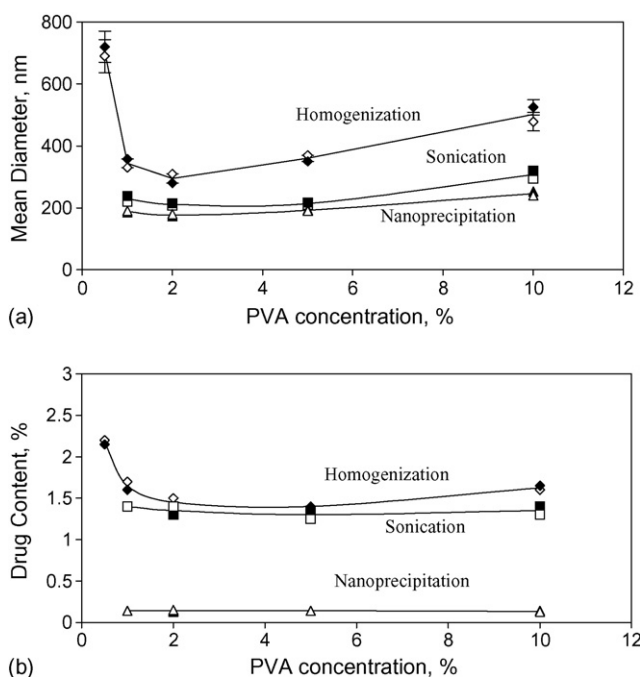 800
600
400
200
0
Mean Diameter, nm
Homogenization
Sonication
Nanoprecipitation
0 2 4 6 8 10 12
(a) PVA concentration, %
3
2.5
2
1.5
1
0.5
0
Drug Content, %
Homogenization
Sonication
Nanoprecipitation
0 2 4 6 8 10 12
(b) PVA concentration, %